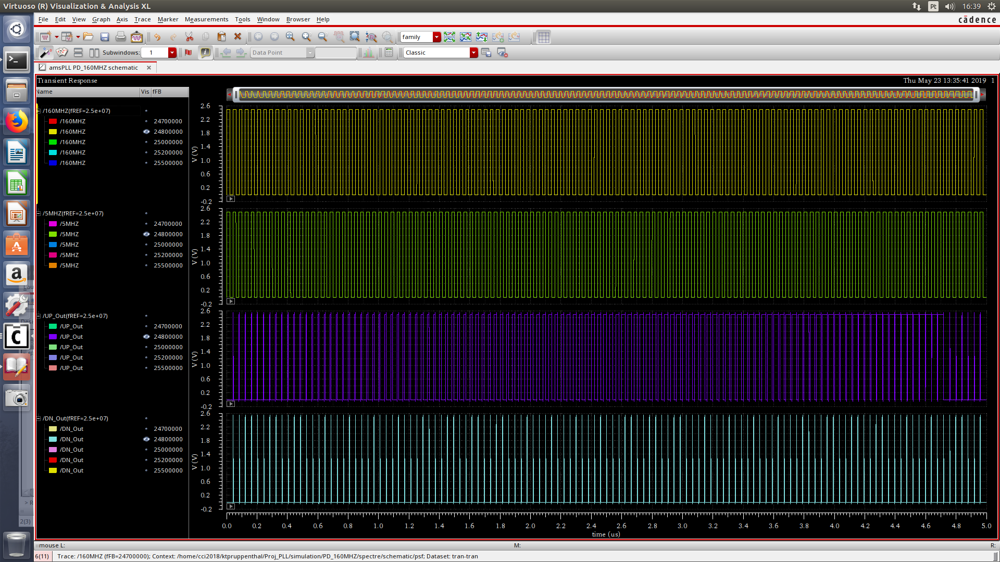 Virtuoso (R) Visualization & Analysis XL
Pt
16:39
File Edit View Graph Axis Trace Marker Measurements Tools Window Browser Help
cādence
family
Subwindows: 1
Data Point
Classic
amsPLL PD_160MHZ schematic
Transient Response
Thu May 23 13:35:41 2019 1
Name Vis fFB
/160MHZ(fREF=2.5e+07)
/160MHZ 24700000
/160MHZ 24800000
/160MHZ 25000000
/160MHZ 25200000
/160MHZ 25500000
2.6
2.2
1.8
1.4
1.0
0.6
0.2
-0.2
V (V)
/5MHZ(fREF=2.5e+07)
/5MHZ 24700000
/5MHZ 24800000
/5MHZ 25000000
/5MHZ 25200000
/5MHZ 25500000
2.6
2.2
1.8
1.4
1.0
0.6
0.2
-0.2
V (V)
/UP_Out(fREF=2.5e+07)
/UP_Out 24700000
/UP_Out 24800000
/UP_Out 25000000
/UP_Out 25200000
/UP_Out 25500000
2.6
2.2
1.8
1.4
1.0
0.6
0.2
-0.2
V (V)
/DN_Out(fREF=2.5e+07)
/DN_Out 24700000
/DN_Out 24800000
/DN_Out 25000000
/DN_Out 25200000
/DN_Out 25500000
2.6
2.2
1.8
1.4
1.0
0.6
0.2
-0.2
V (V)
0.0 0.2 0.4 0.6 0.8 1.0 1.2 1.4 1.6 1.8 2.0 2.2 2.4 2.6 2.8 3.0 3.2 3.4 3.6 3.8 4.0 4.2 4.4 4.6 4.8 5.0
time (us)
> R
2(3)
mouse L: M: R:
6(11) Trace: /160MHZ (fFB=24700000); Context: /home/cci2018/ktpruppenthal/Proj_PLL/simulation/PD_160MHZ/spectre/schematic/psf; Dataset: tran-tran